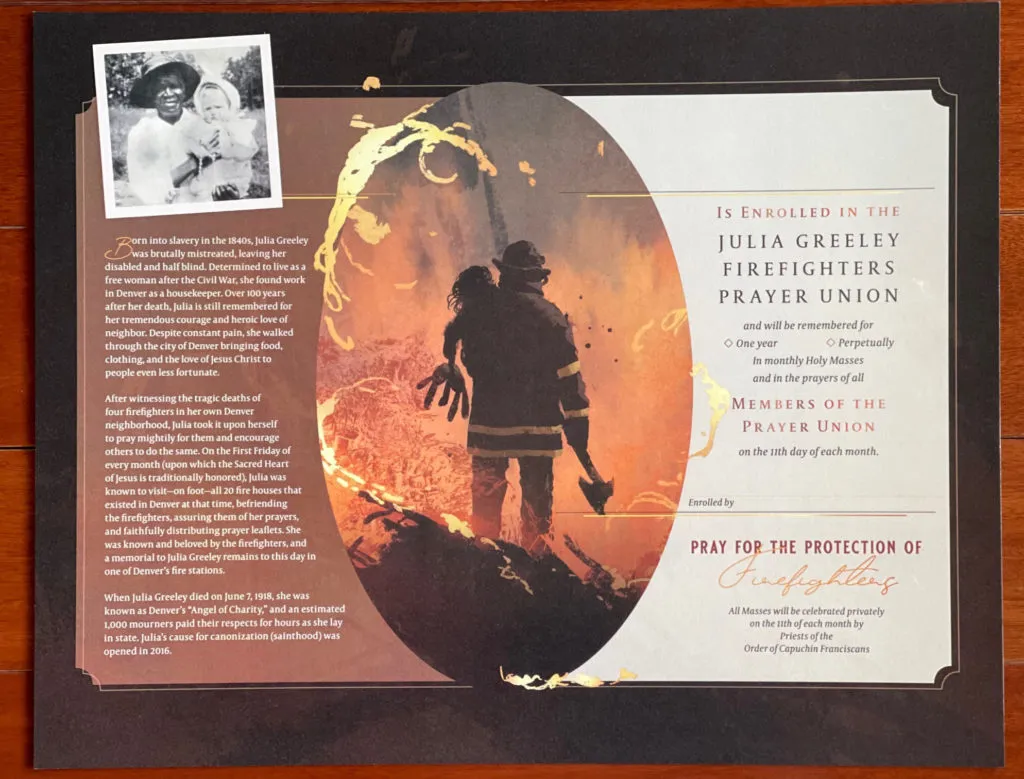 Born into slavery in the 1840s, Julia Greeley
was brutally mistreated, leaving her
disabled and half blind. Determined to live as a
free woman after the Civil War, she found work
in Denver as a housekeeper. Over 100 years
after her death, Julia is still remembered for
her tremendous courage and heroic love of
neighbor. Despite constant pain, she walked
through the city of Denver bringing food,
clothing, and the love of Jesus Christ to
people even less fortunate.
After witnessing the tragic deaths of
four firefighters in her own Denver
neighborhood, Julia took it upon herself
to pray mightily for them and encourage
others to do the same. On the First Friday of
every month (upon which the Sacred Heart
of Jesus is traditionally honored), Julia was
known to visit—on foot—all 20 fire houses that
existed in Denver at that time, befriending
the firefighters, assuring them of her prayers,
and faithfully distributing prayer leaflets. She
was known and beloved by the firefighters, and
a memorial to Julia Greeley remains to this day in
one of Denver's fire stations.
When Julia Greeley died on June 7, 1918, she was
known as Denver's "Angel of Charity," and an estimated
1,000 mourners paid their respects for hours as she lay
in state. Julia's cause for canonization (sainthood) was
opened in 2016.
Is Enrolled in the
JULIA GREELEY
FIREFIGHTERS
PRAYER UNION
and will be remembered for
◇ One year ◇ Perpetually
in monthly Holy Masses
and in the prayers of all
Members of the
Prayer Union
on the 11th day of each month.
Enrolled by
PRAY FOR THE PROTECTION OF
Firefighters
All Masses will be celebrated privately
on the 11th of each month by
Priests of the
Order of Capuchin Franciscans